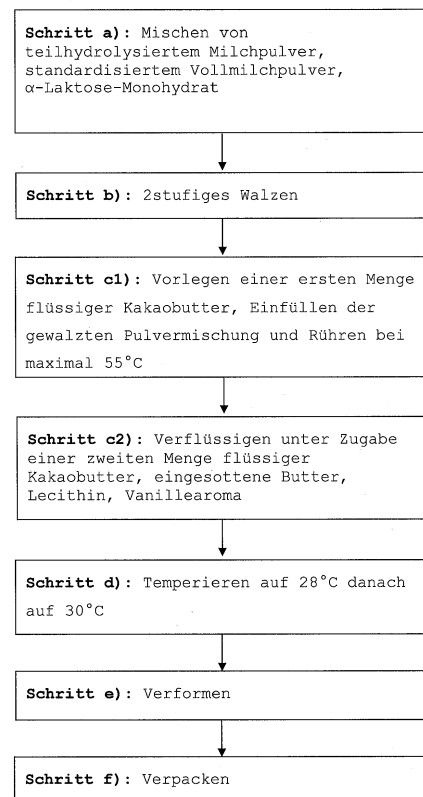 Schritt a): Mischen von
teilhydrolysiertem Milchpulver,
standardisiertem Vollmilchpulver,
α-Laktose-Monohydrat
Schritt b): 2stufiges Walzen
Schritt c1): Vorlegen einer ersten Menge
flüssiger Kakaobutter, Einfüllen der
gewalzten Pulvermischung und Rühren bei
maximal 55°C
Schritt c2): Verflüssigen unter Zugabe
einer zweiten Menge flüssiger
Kakaobutter, eingesottene Butter,
Lecithin, Vanillearoma
Schritt d): Temperieren auf 28°C danach
auf 30°C
Schritt e): Verformen
Schritt f): Verpacken